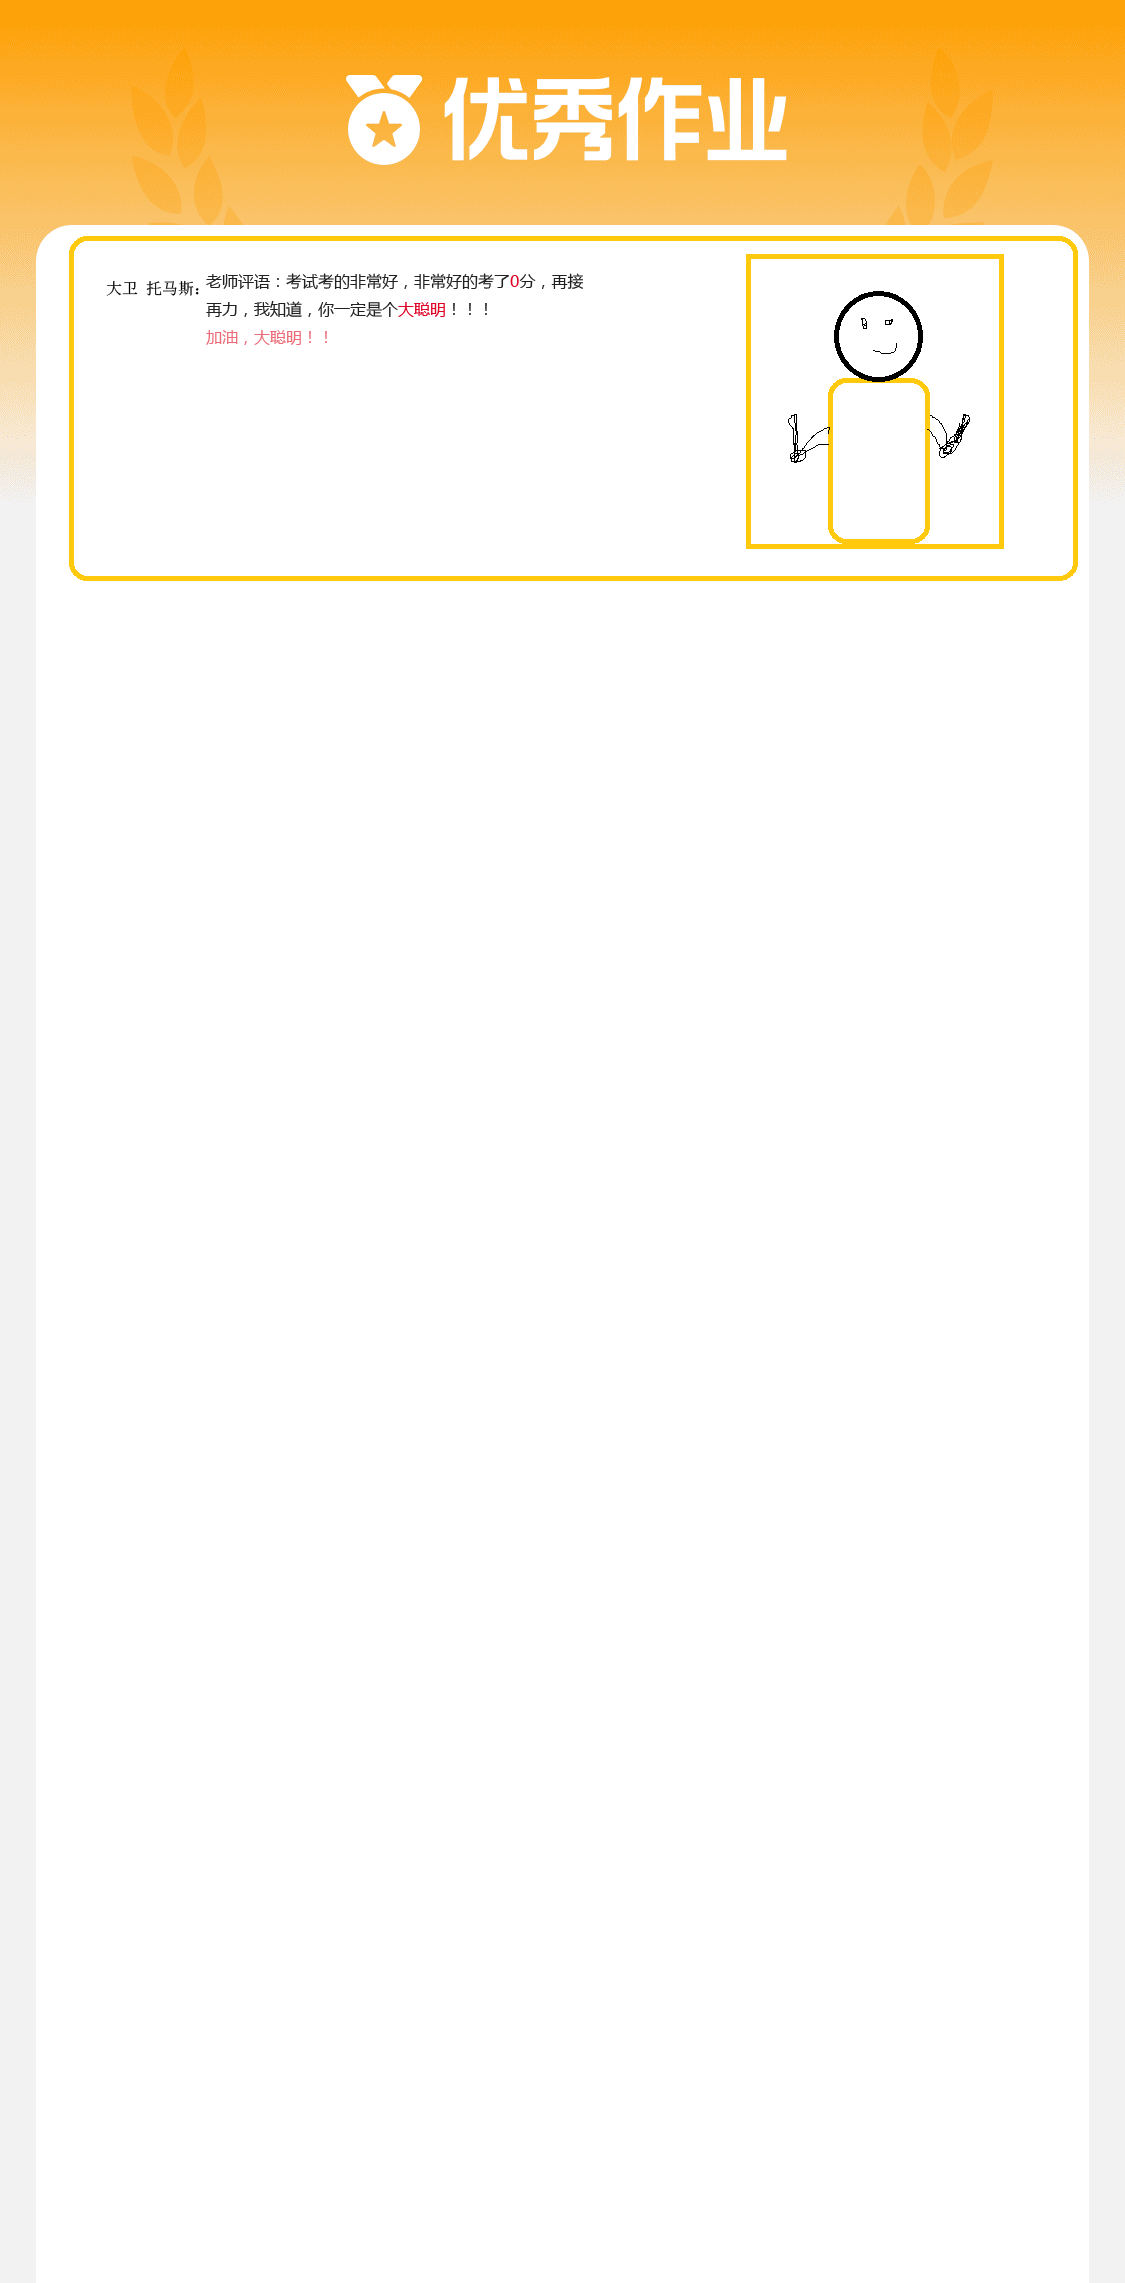 优秀作业
大卫 托马斯：
老师评语：考试考的非常好，非常好的考了0分，再接
再力，我知道，你一定是个大聪明！！！
加油，大聪明！！